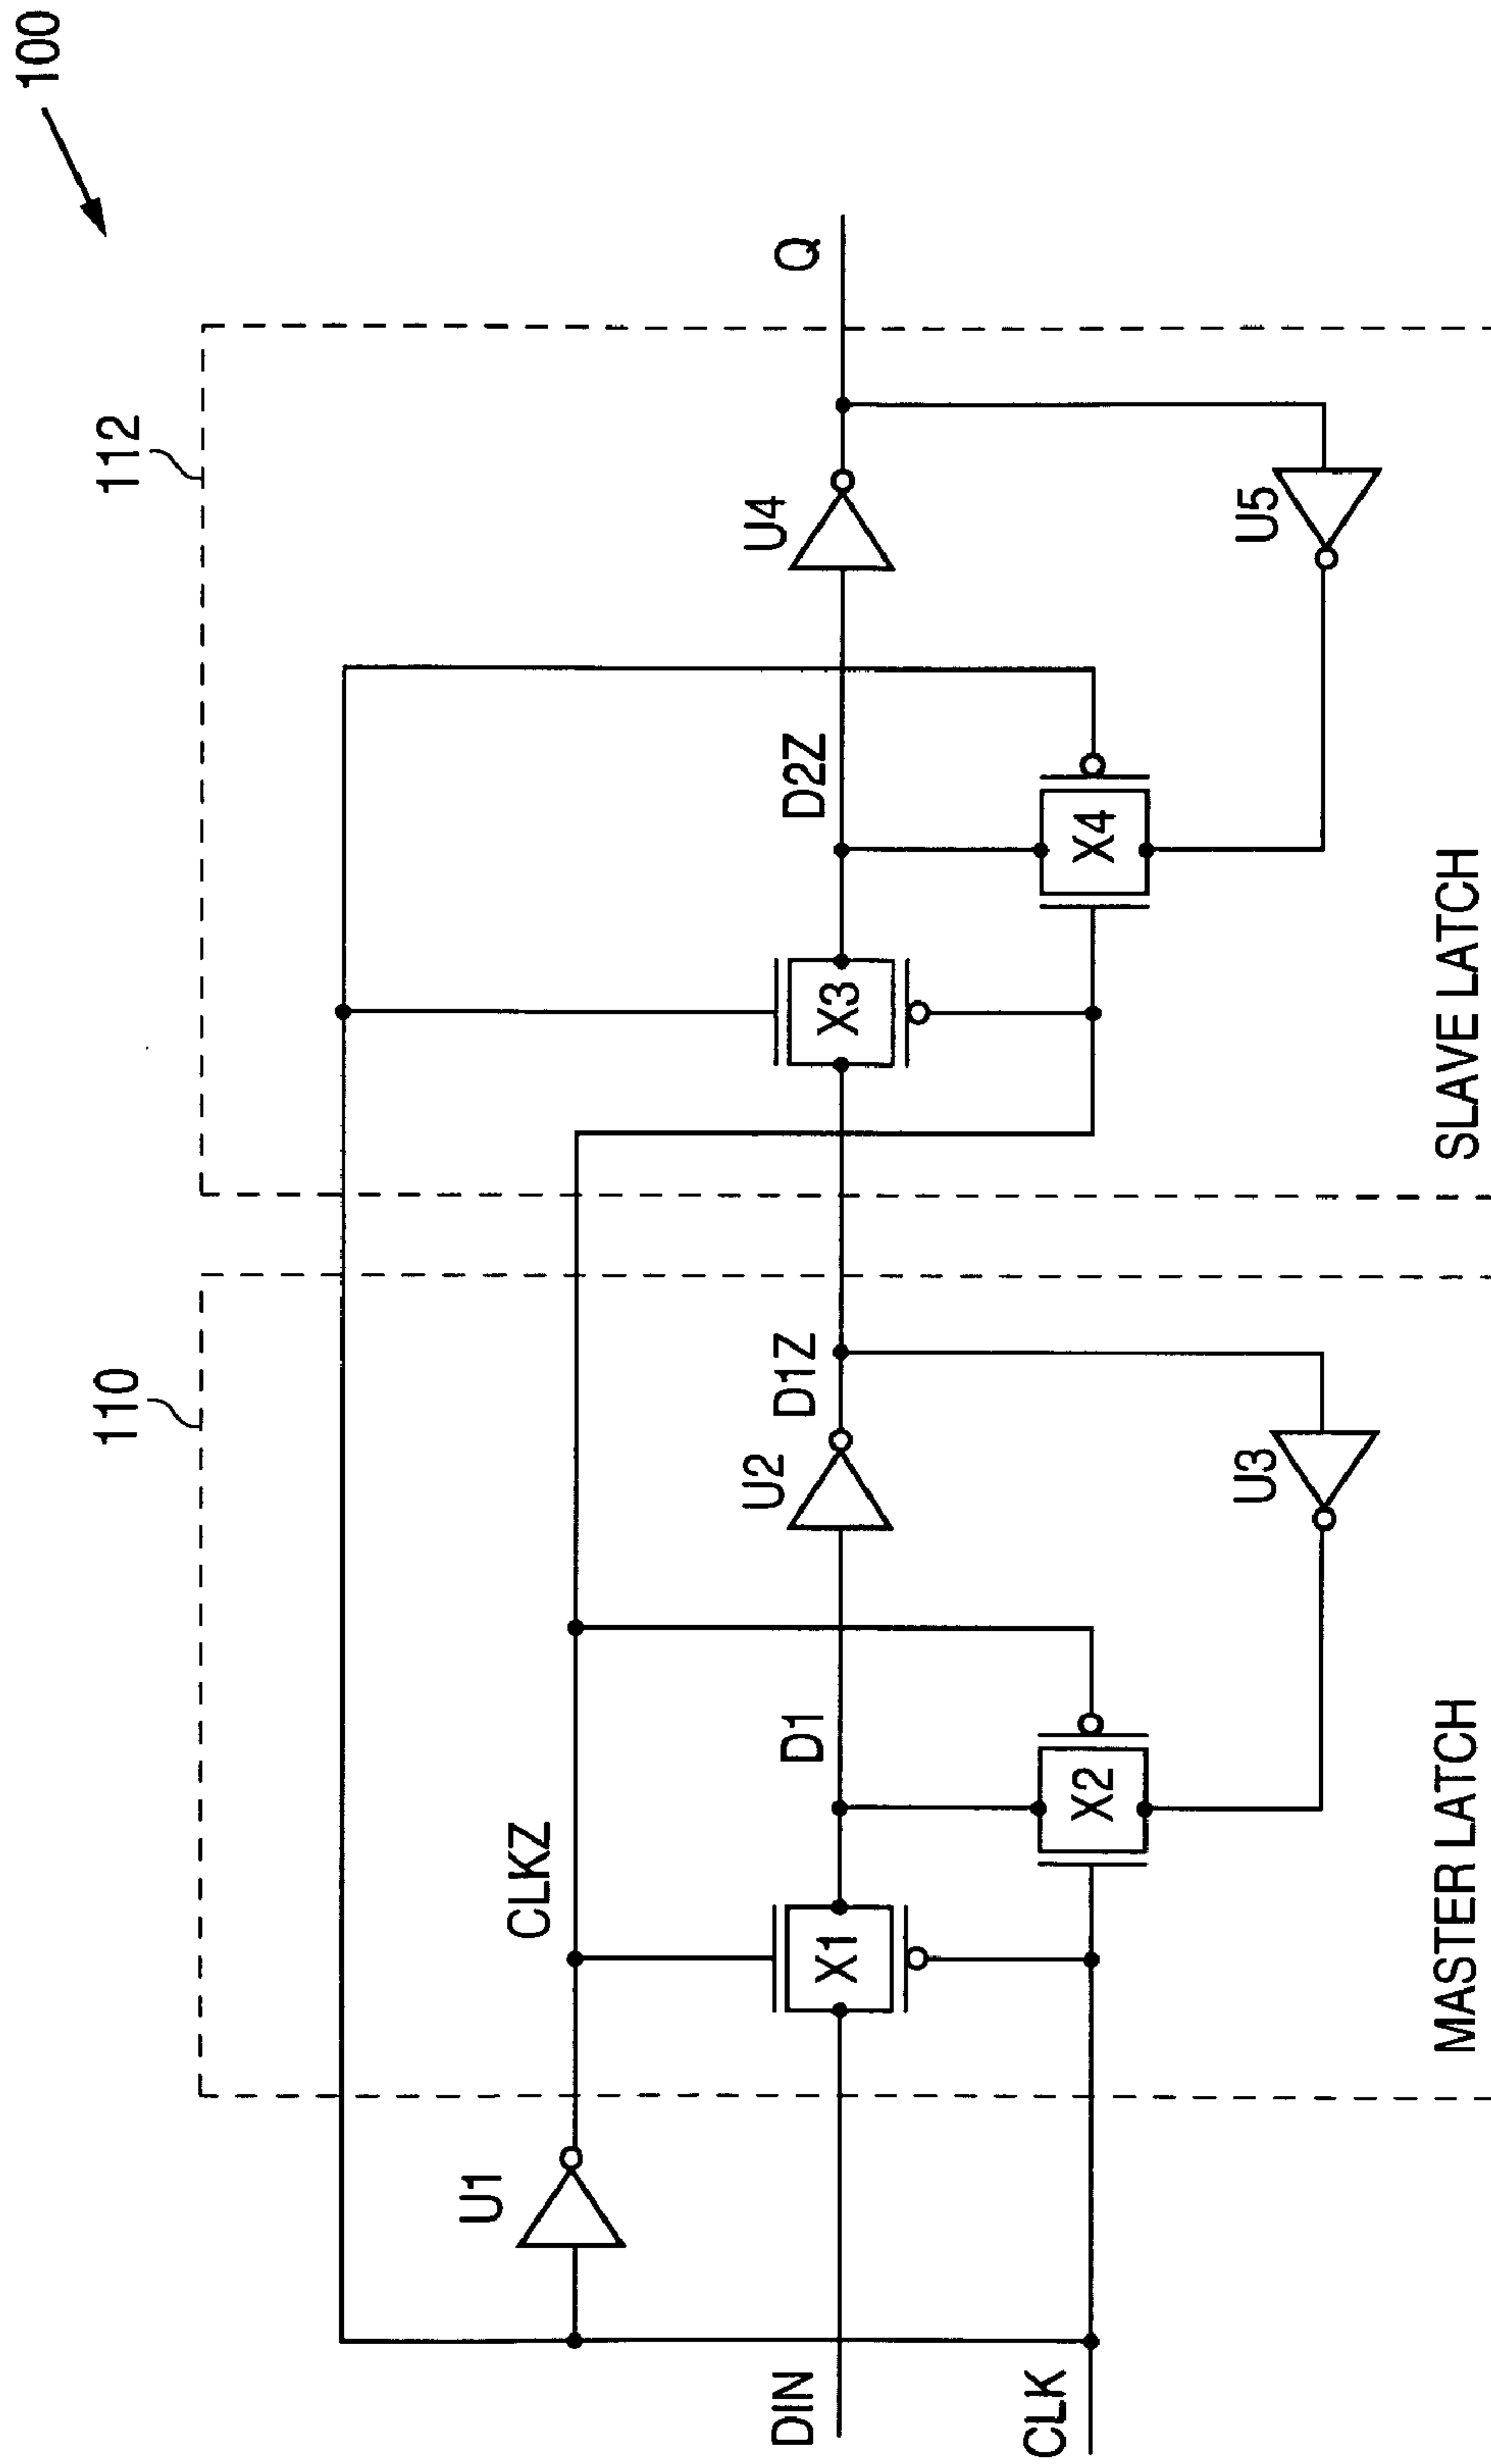 100
110
112
U1
CLKZ
DIN
CLK
X1
D1
X2
U2
D1Z
U3
MASTER LATCH
X3
D2Z
X4
U4
U5
Q
SLAVE LATCH